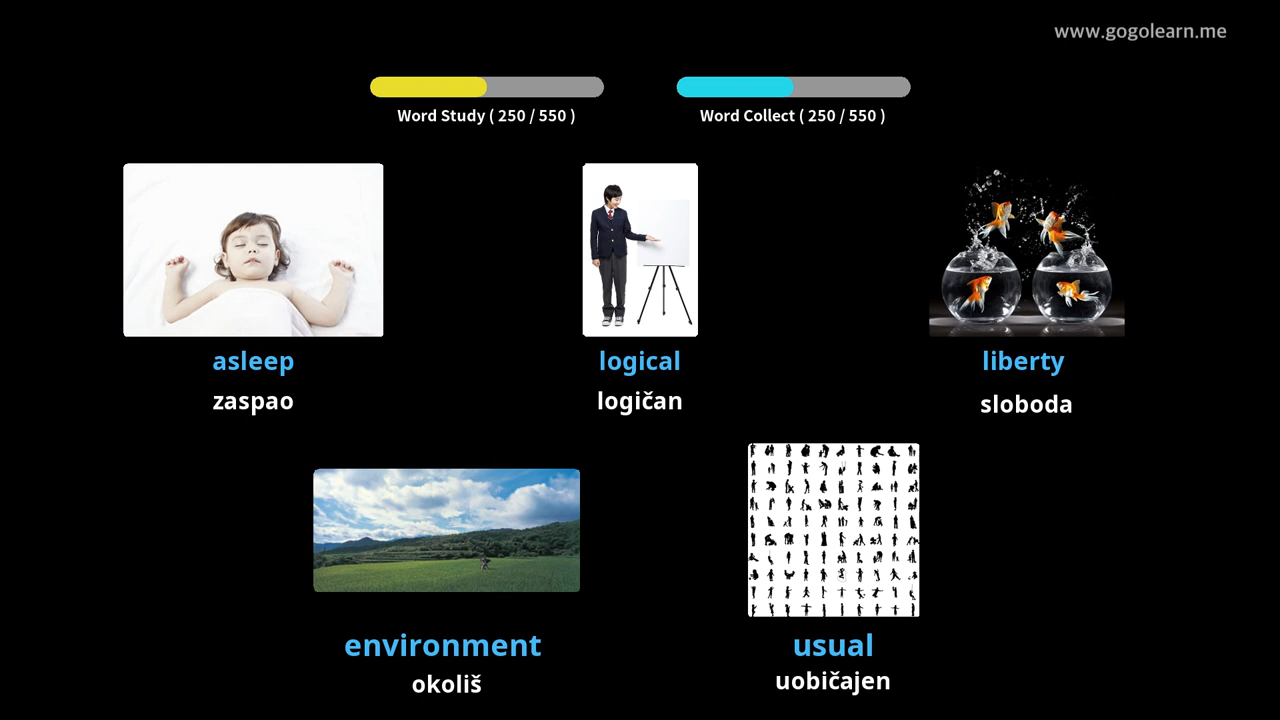 www.gogolearn.me
Word Study ( 250 / 550 )
Word Collect ( 250 / 550 )
asleep
zaspao
logical
logičan
liberty
sloboda
environment
okoliš
usual
uobičajen